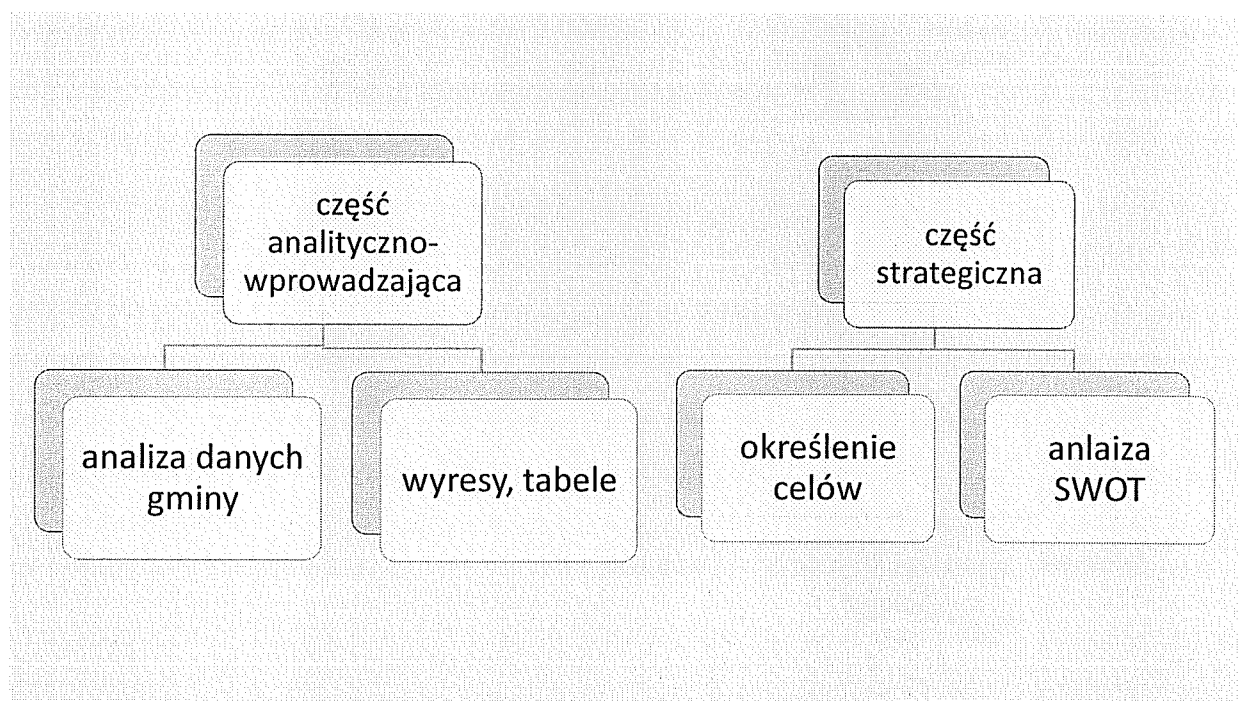 część
analityczno-
wprowadzająca
analiza danych
gminy
wyresy, tabele
część
strategiczna
określenie
celów
anlaiza
SWOT